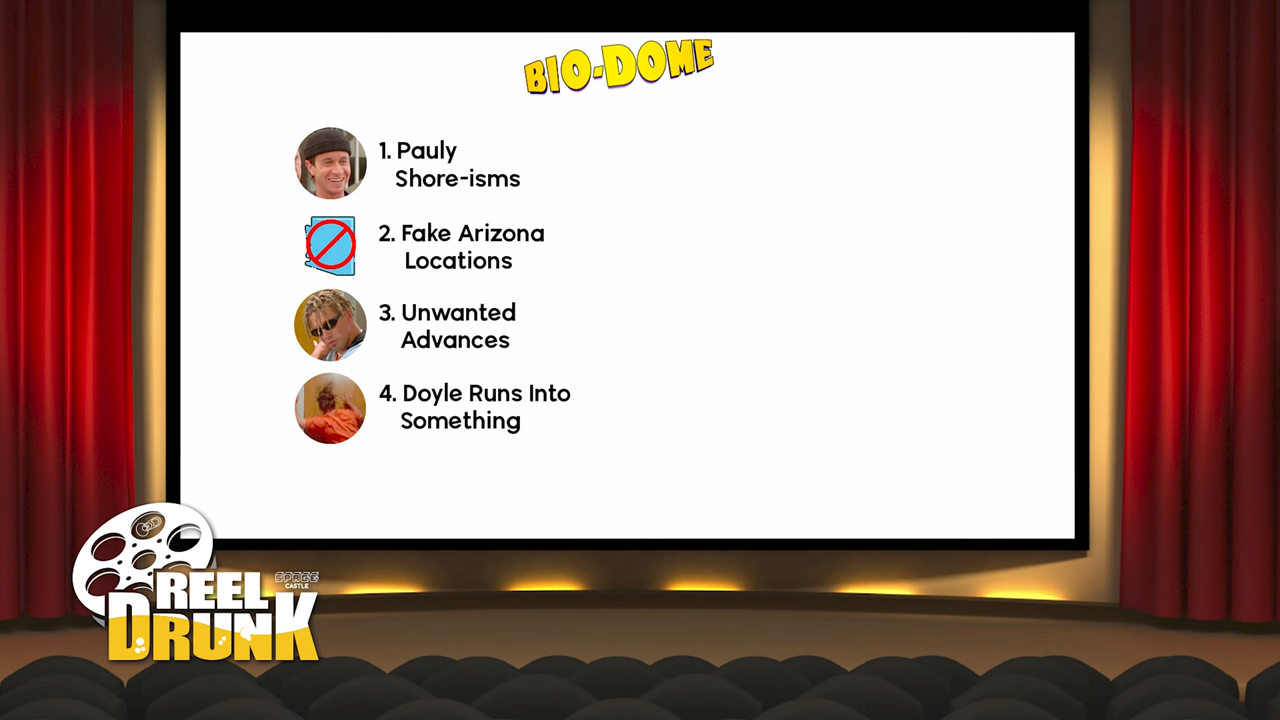 BIO-DOME
1. Pauly
Shore-isms
2. Fake Arizona
Locations
3. Unwanted
Advances
4. Doyle Runs Into
Something
SPACE
CASTLE
REEL
DRUNK